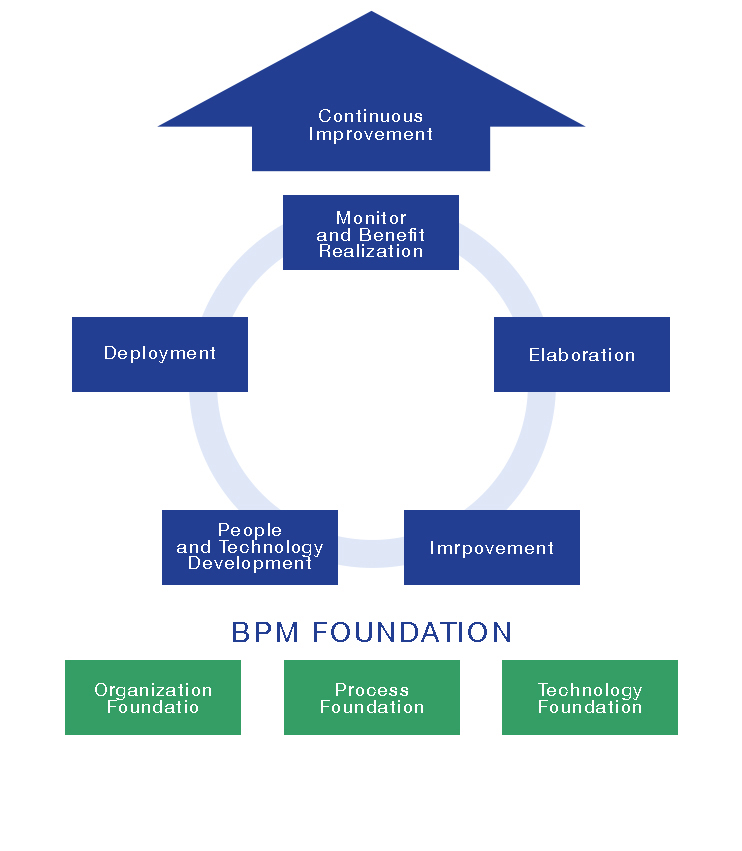 Continuous
Improvement
Monitor
and Benefit
Realization
Deployment
Elaboration
People
and Technology
Development
Imrpovement
BPM FOUNDATION
Organization
Foundatio
Process
Foundation
Technology
Foundation